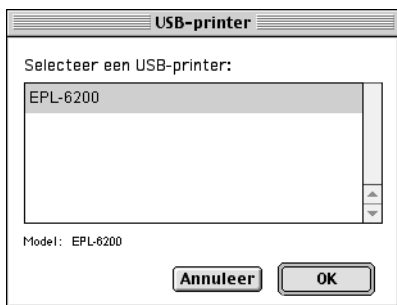 USB-printer
Selecteer een USB-printer:
EPL-6200
Model: EPL-6200
Annuleer OK